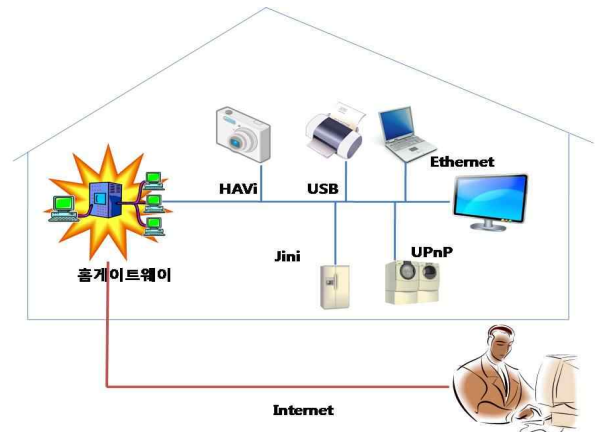 Ethernet
HAVi
USB
Jini
UPnP
홈게이트웨이
Internet